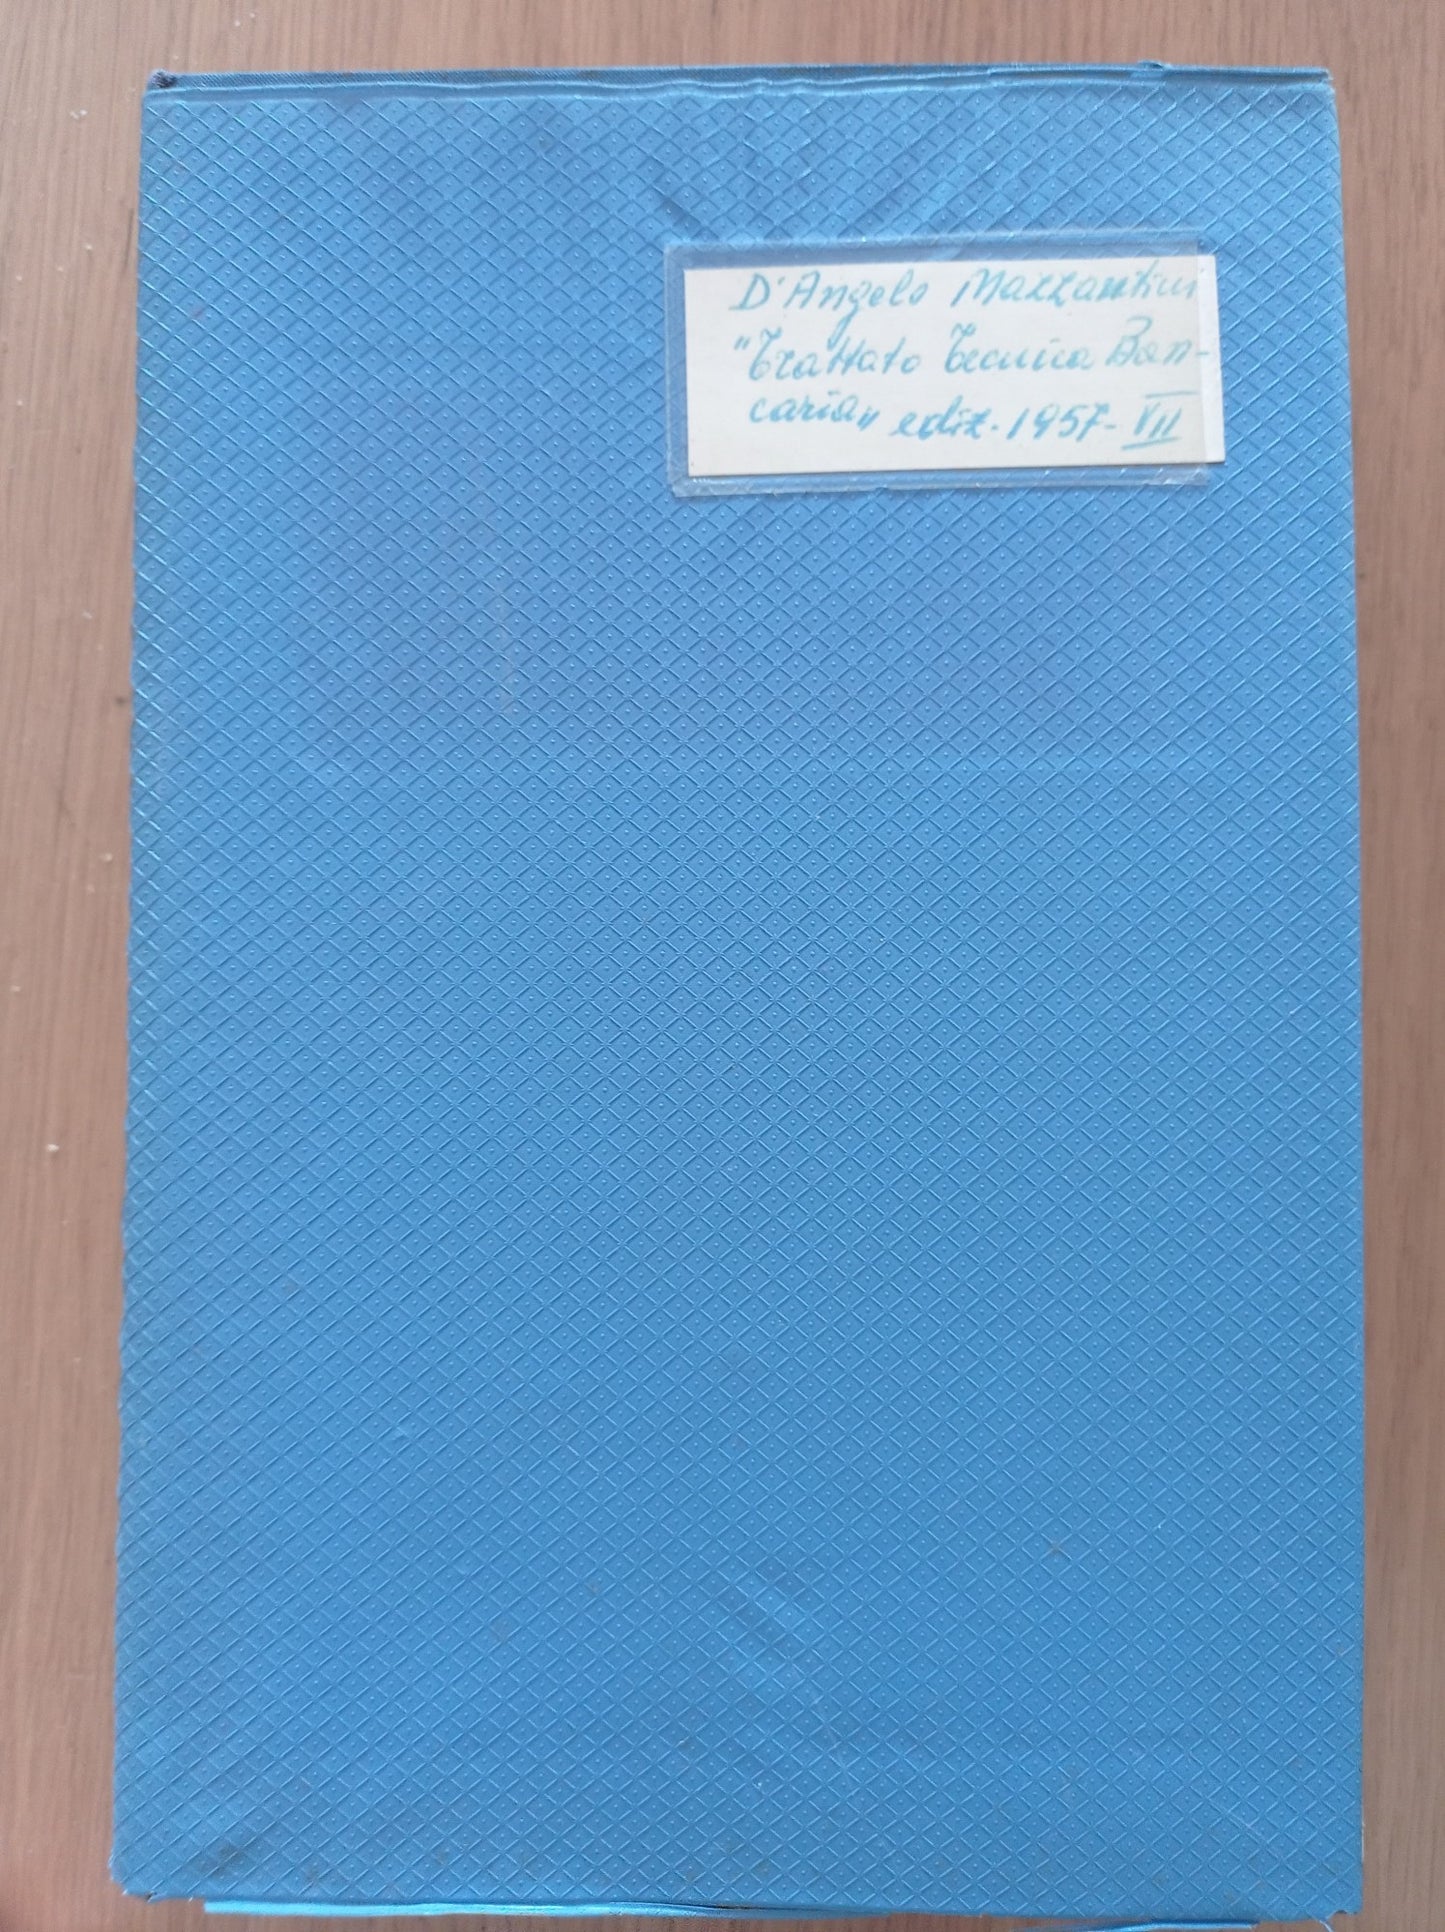 D'Angelo Mazzantini
"Trattato Tecnica Ban-
caria„ ediz. 1957- VII